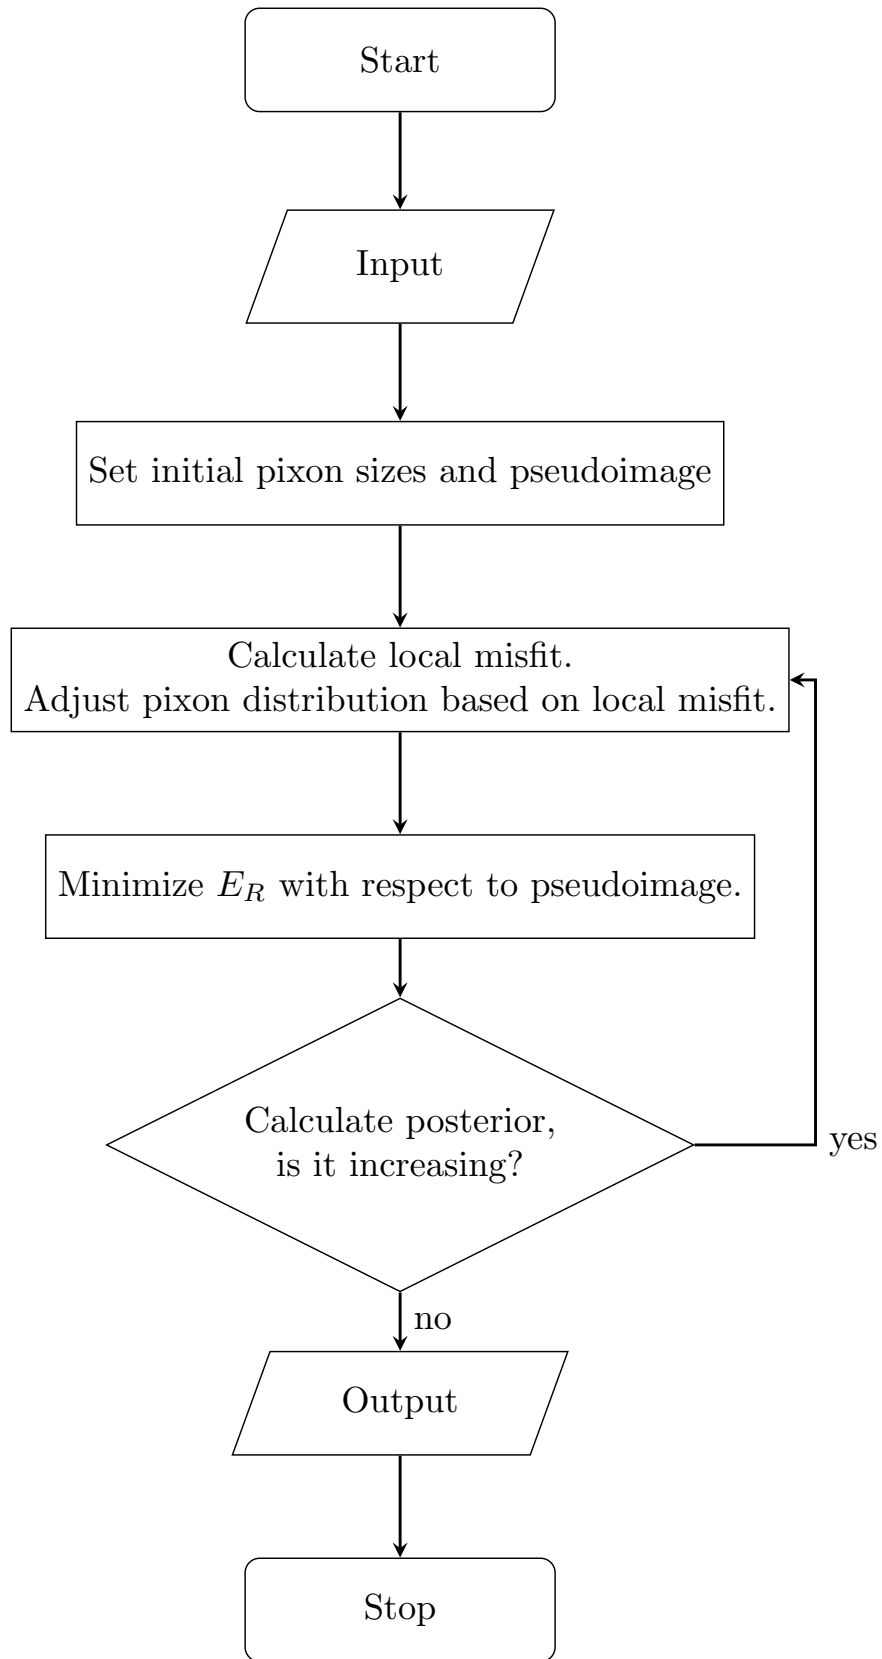 Start
Input
Set initial pixon sizes and pseudoimage
Calculate local misfit.
Adjust pixon distribution based on local misfit.
Minimize E_R with respect to pseudoimage.
Calculate posterior,
is it increasing?
yes
no
Output
Stop